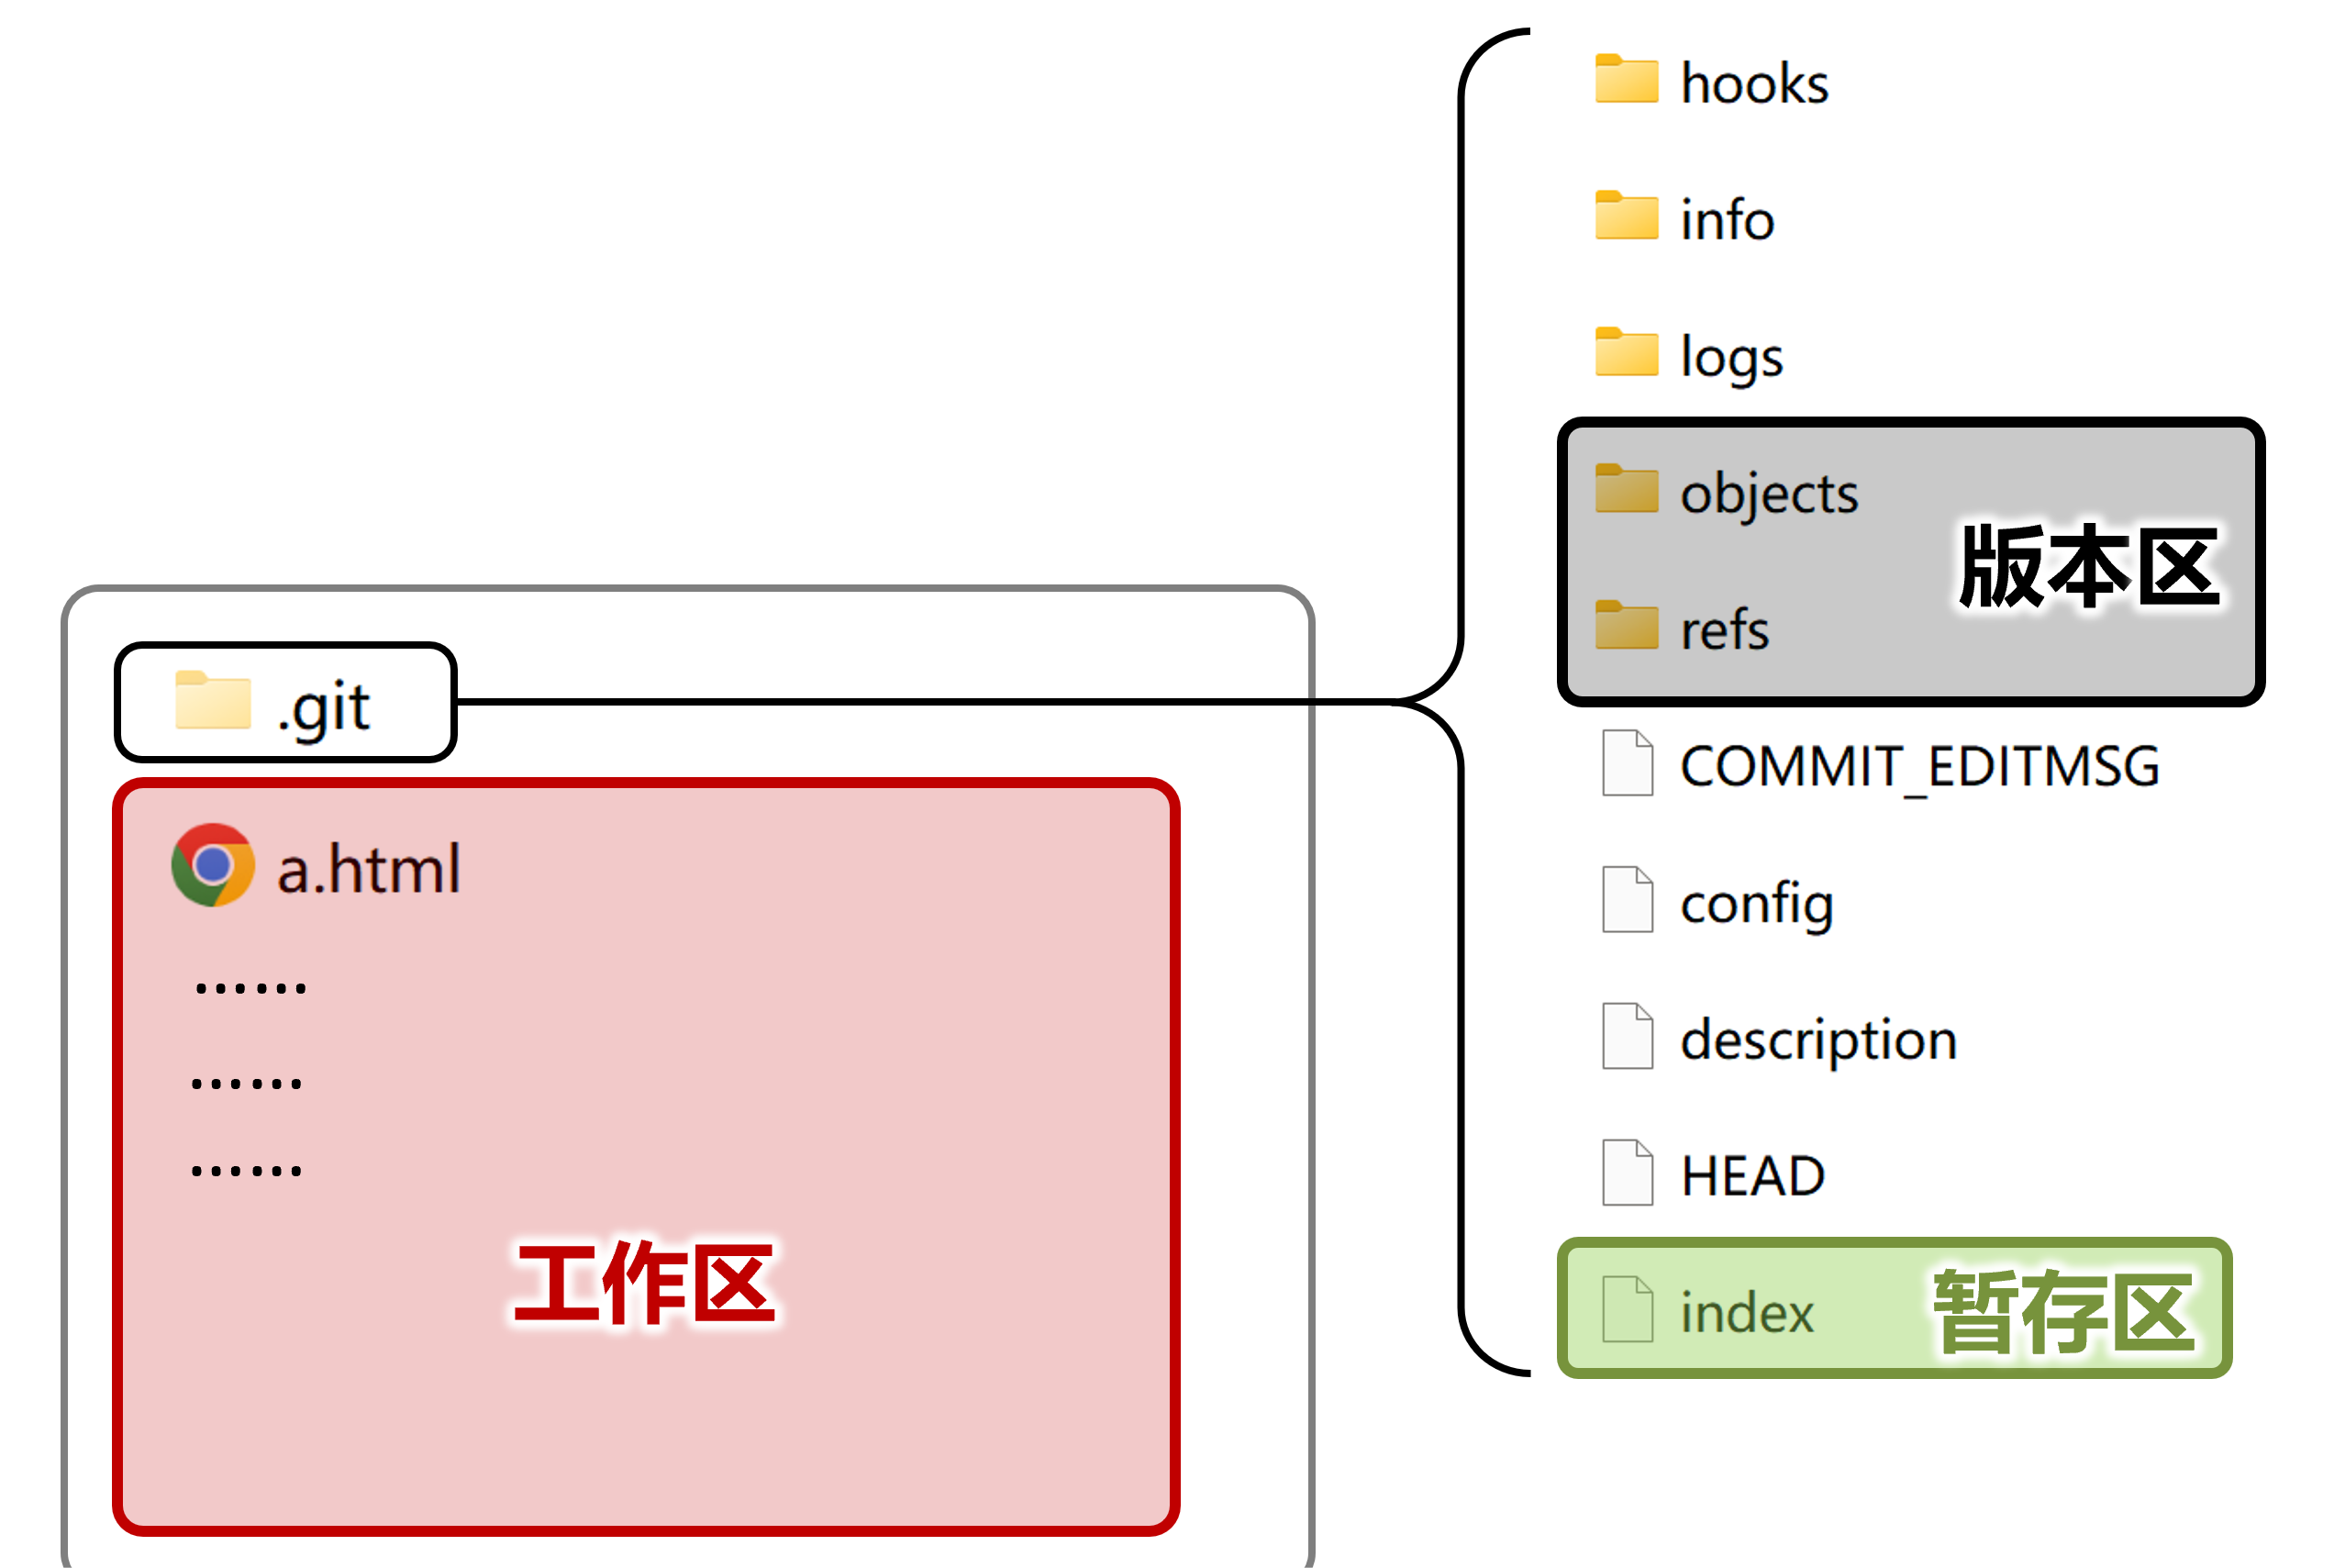 .git
a.html
……
……
……
工作区
hooks
info
logs
objects
版本区
refs
COMMIT_EDITMSG
config
description
HEAD
index 暂存区